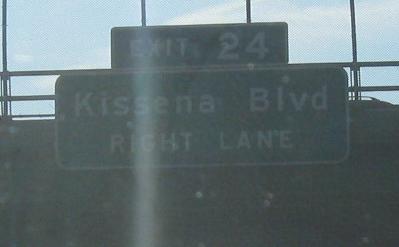 EXIT 24
Kissena Blvd
RIGHT LANE